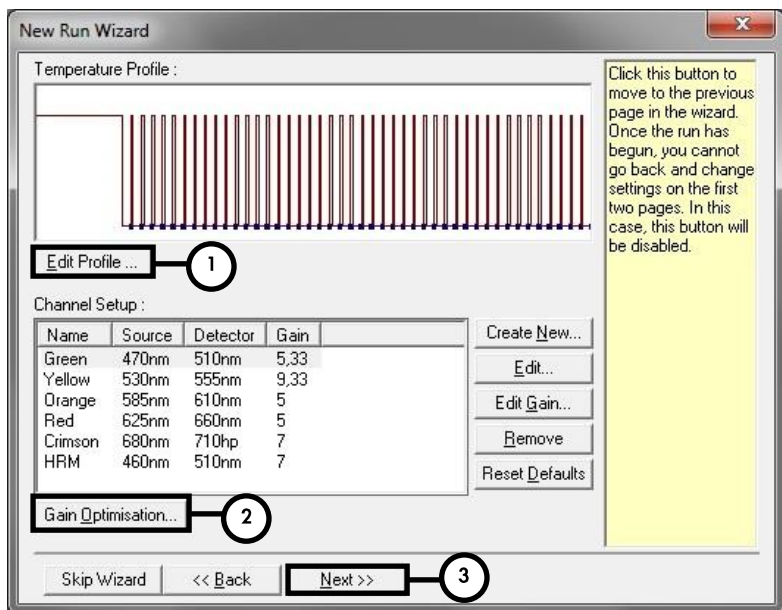 New Run Wizard
Temperature Profile :
Edit Profile ...
1
Channel Setup :
Name Source Detector Gain
Green 470nm 510nm 5,33
Yellow 530nm 555nm 9,33
Orange 585nm 610nm 5
Red 625nm 660nm 5
Crimson 680nm 710hp 7
HRM 460nm 510nm 7
Create New...
Edit...
Edit Gain...
Remove
Reset Defaults
Gain Optimisation...
2
Skip Wizard
<< Back
Next >>
3
Click this button to
move to the previous
page in the wizard.
Once the run has
begun, you cannot
go back and change
settings on the first
two pages. In this
case, this button will
be disabled.